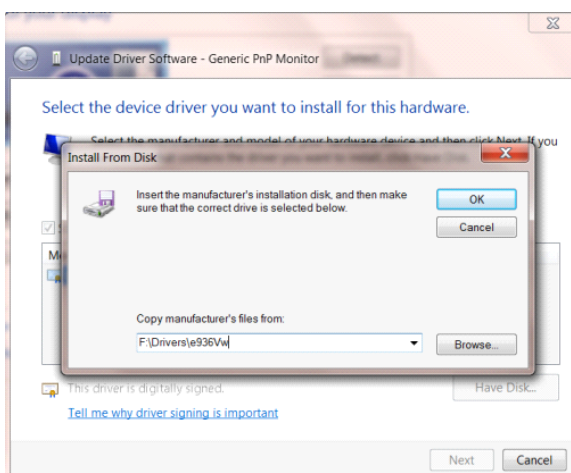 Update Driver Software - Generic PnP Monitor
Select the device driver you want to install for this hardware.
Select the manufacturer and model of your hardware device and then click Next. If you
Install From Disk
Insert the manufacturer's installation disk, and then make
sure that the correct drive is selected below.
OK
Cancel
Copy manufacturer's files from:
F:\Drivers\e936Vw
Browse...
This driver is digitally signed.
Have Disk...
Tell me why driver signing is important
Next
Cancel